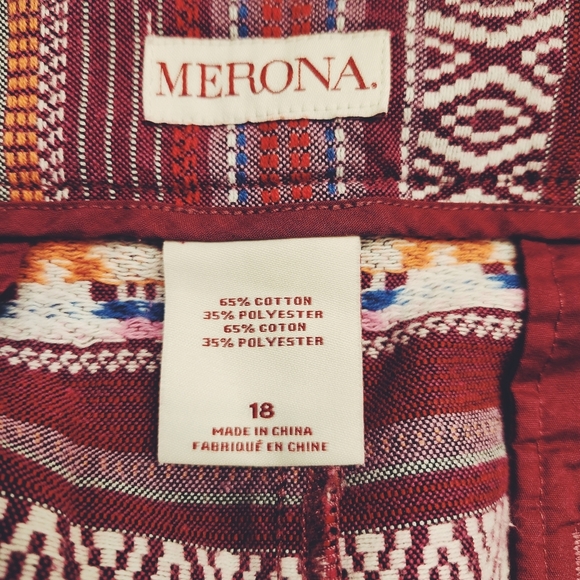 MERONA.
65% COTTON
35% POLYESTER
65% COTON
35% POLYESTER
18
MADE IN CHINA
FABRIQUÉ EN CHINE